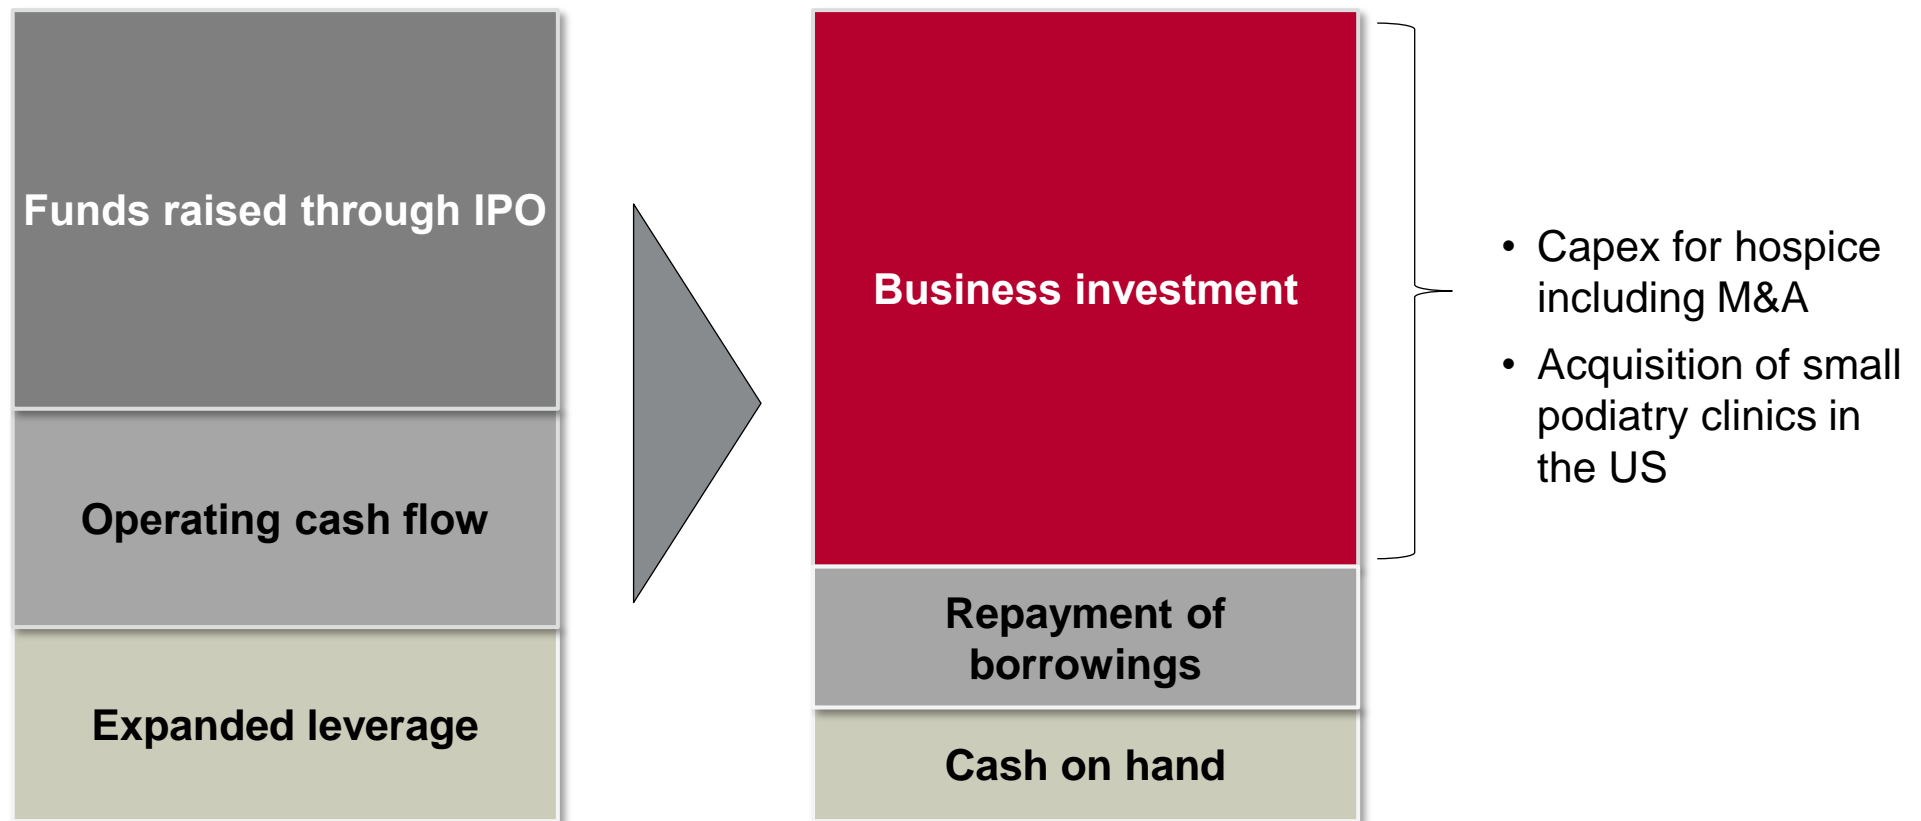 Funds raised through IPO
Operating cash flow
Expanded leverage
Business investment
Repayment of
borrowings
Cash on hand
• Capex for hospice
including M&A
• Acquisition of small
podiatry clinics in
the US